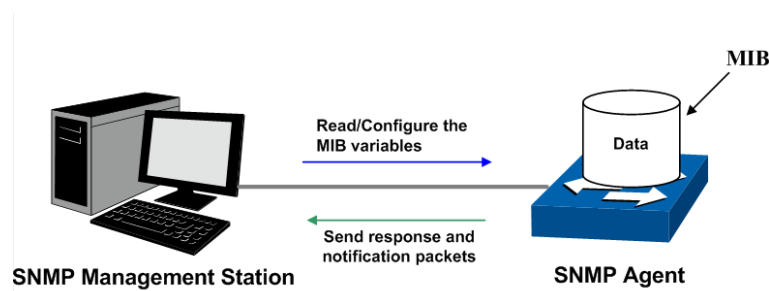 MIB
Read/Configure the
MIB variables
Data
Send response and
notification packets
SNMP Management Station
SNMP Agent